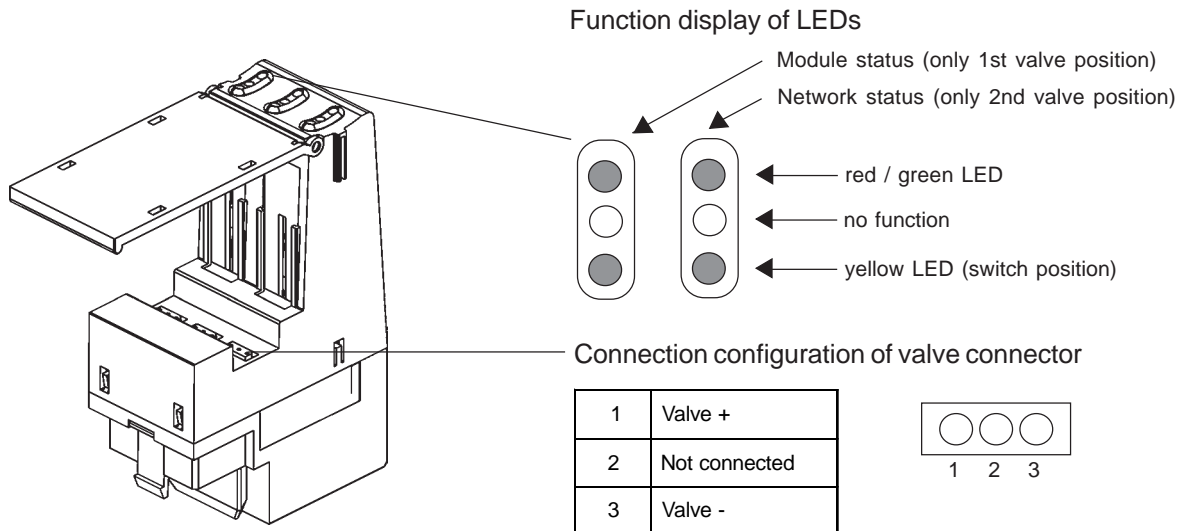 Function display of LEDs
Module status (only 1st valve position)
Network status (only 2nd valve position)
red / green LED
no function
yellow LED (switch position)
Connection configuration of valve connector
1 Valve +
2 Not connected
3 Valve -
1 2 3